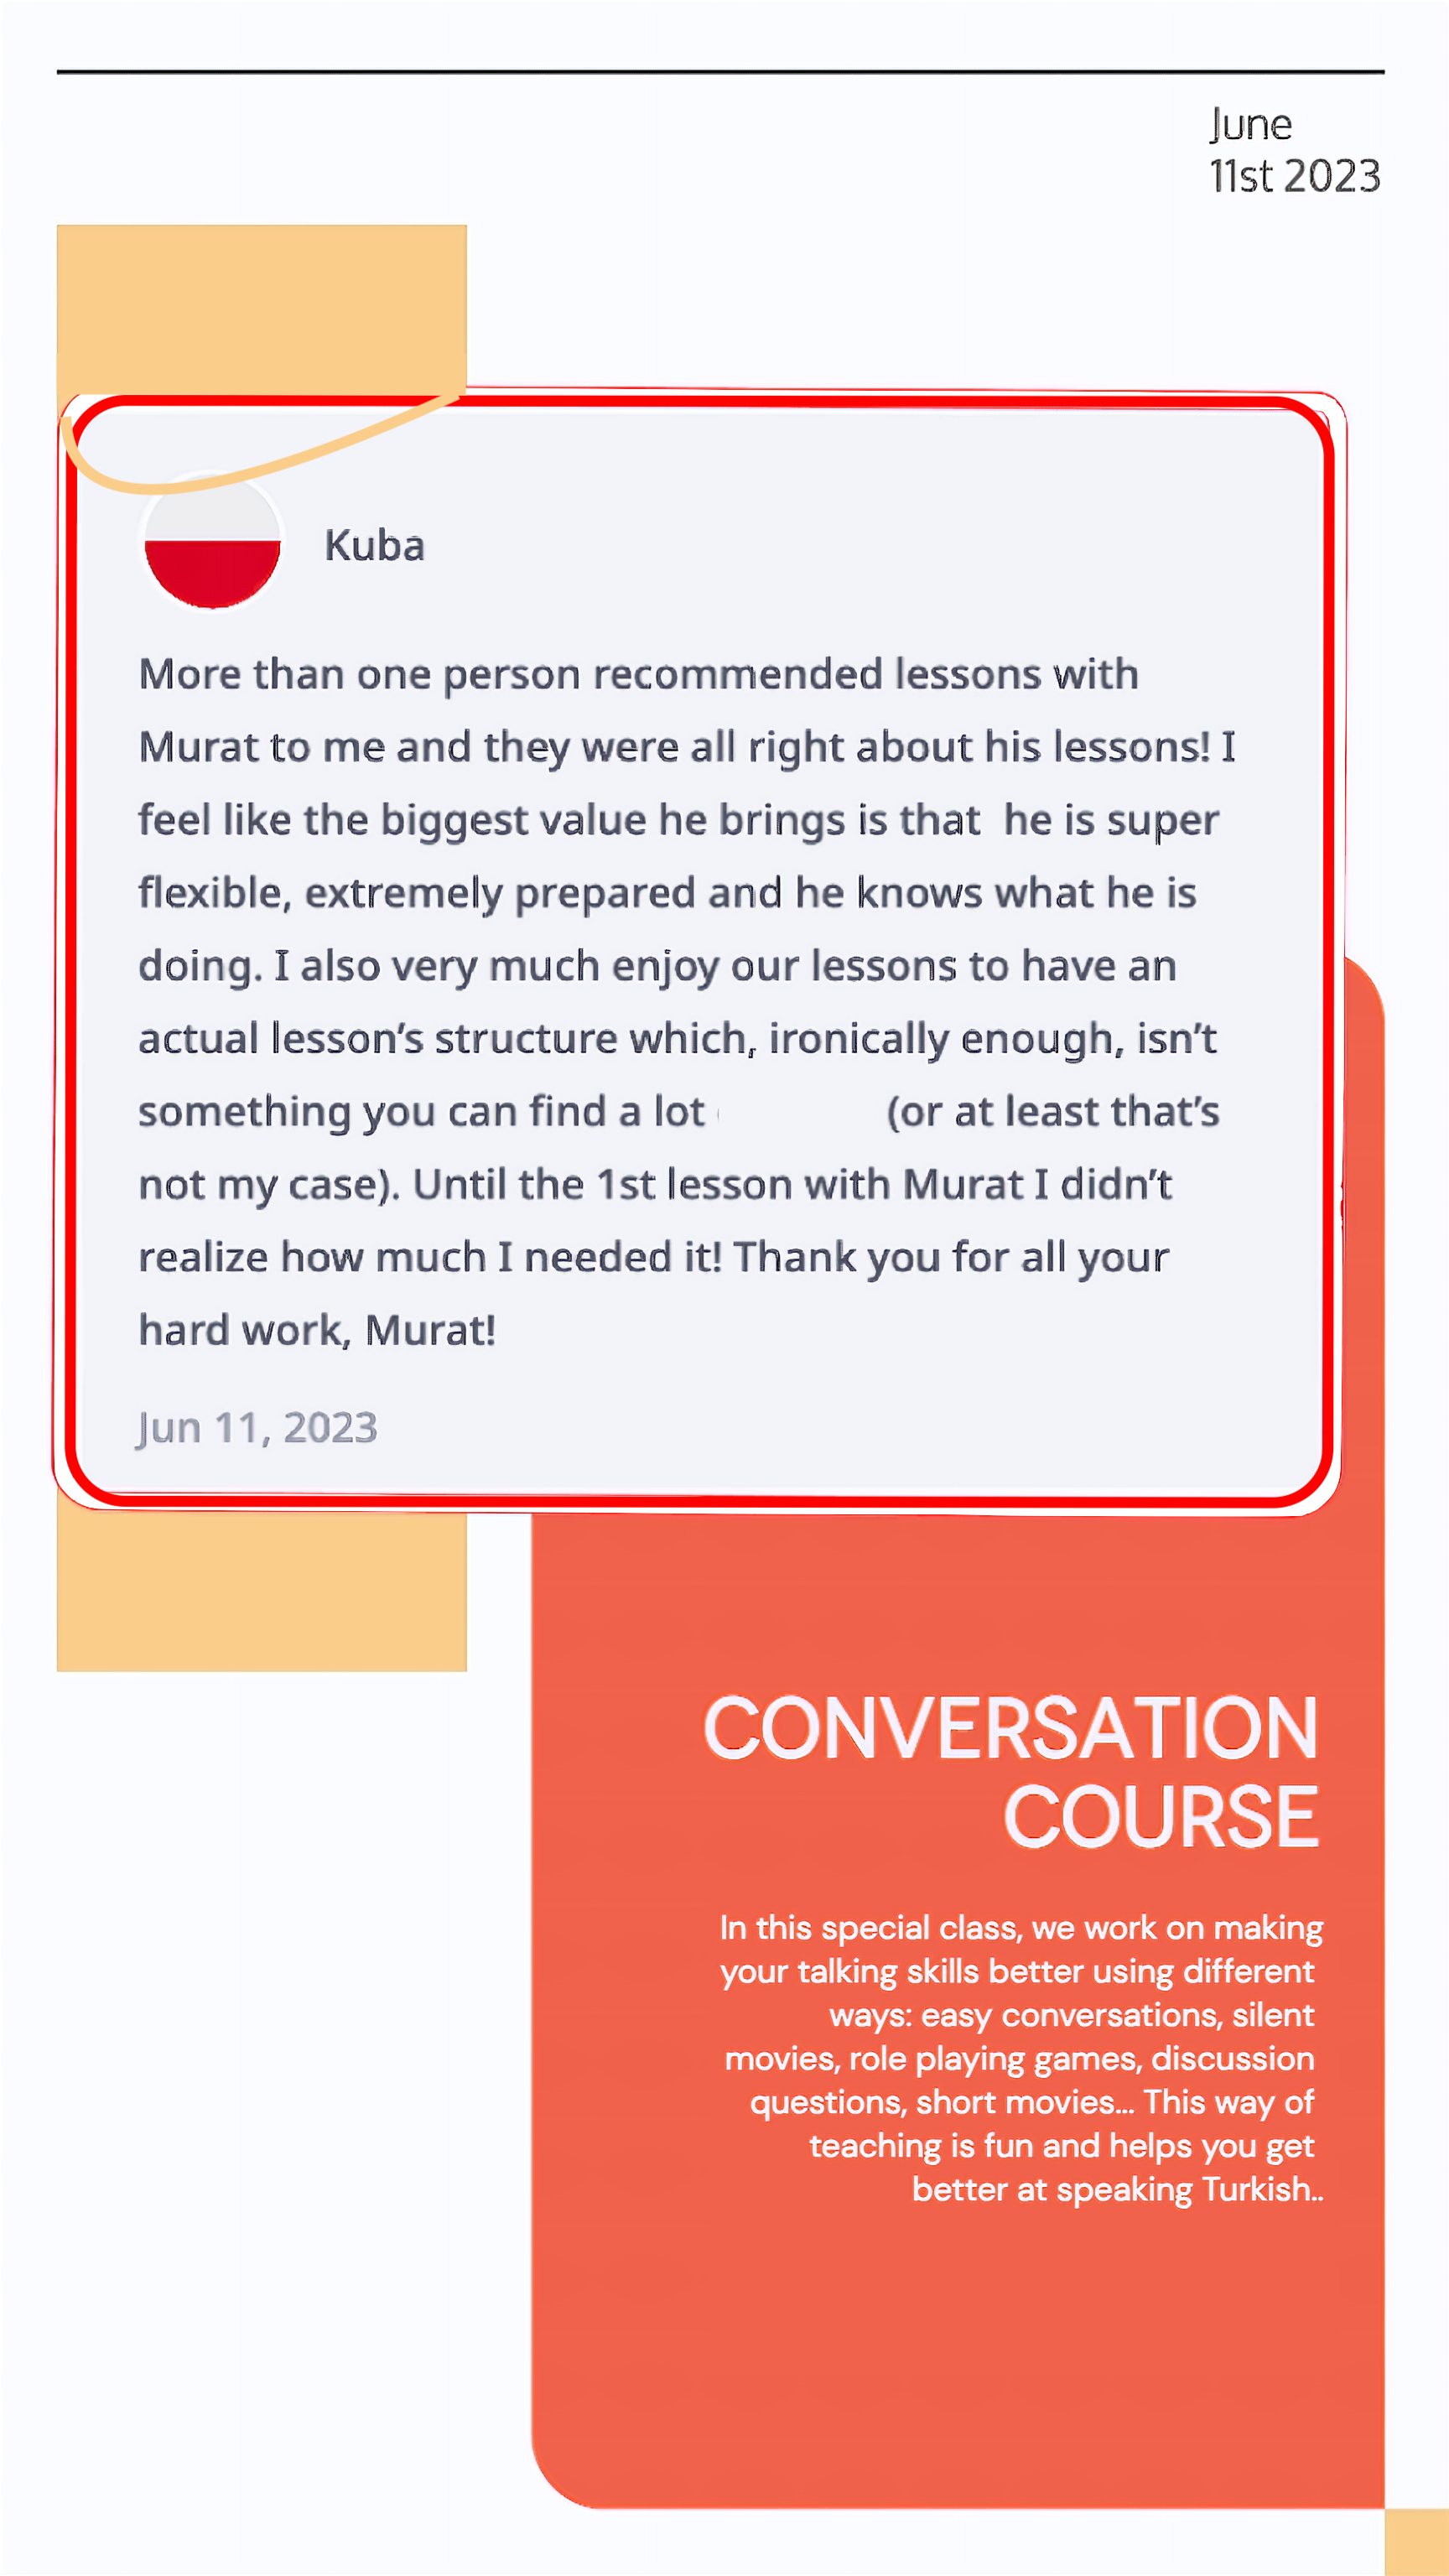 June
11st 2023
Kuba
More than one person recommended lessons with
Murat to me and they were all right about his lessons! I
feel like the biggest value he brings is that he is super
flexible, extremely prepared and he knows what he is
doing. I also very much enjoy our lessons to have an
actual lesson’s structure which, ironically enough, isn’t
something you can find a lot (or at least that’s
not my case). Until the 1st lesson with Murat I didn’t
realize how much I needed it! Thank you for all your
hard work, Murat!
Jun 11, 2023
CONVERSATION
COURSE
In this special class, we work on making
your talking skills better using different
ways: easy conversations, silent
movies, role playing games, discussion
questions, short movies... This way of
teaching is fun and helps you get
better at speaking Turkish..